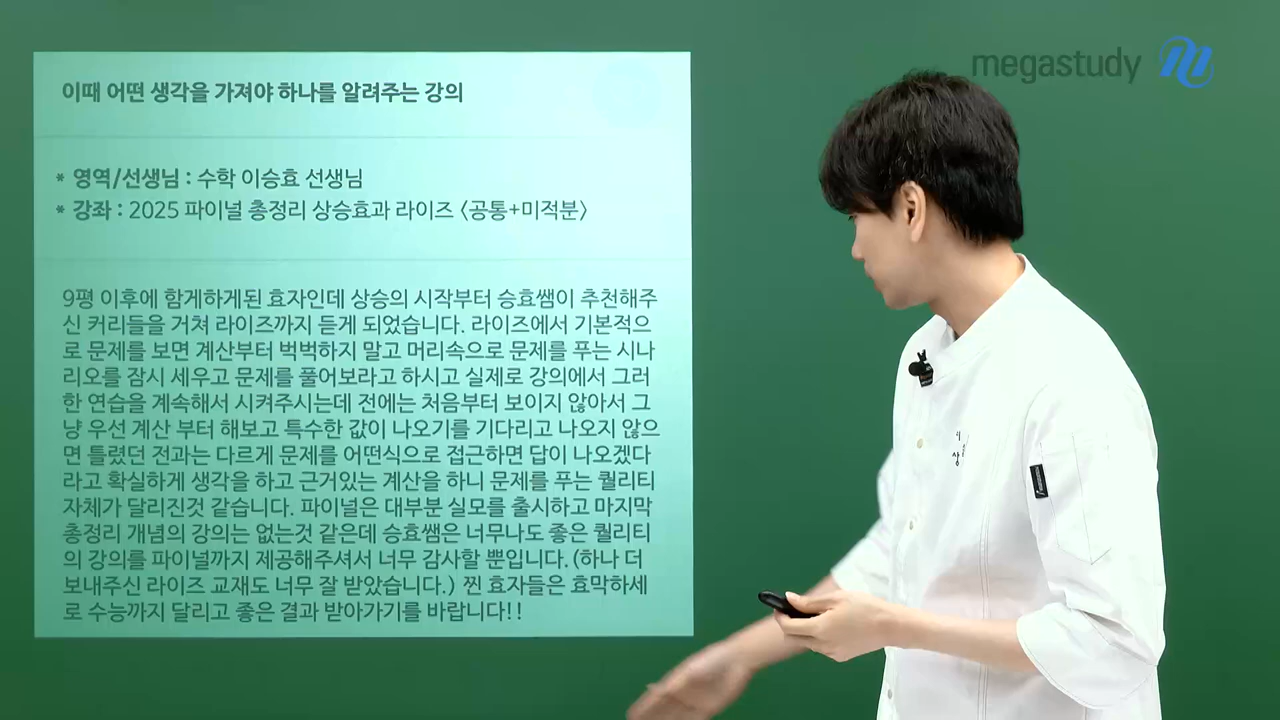 megastudy
이때 어떤 생각을 가져야 하나를 알려주는 강의
* 영역/선생님 : 수학 이승효 선생님
* 강좌 : 2025 파이널 총정리 상승효과 라이즈 <공통+미적분>
9평 이후에 함게하게된 효자인데 상승의 시작부터 승효쌤이 추천해주
신 커리들을 거쳐 라이즈까지 듣게 되었습니다. 라이즈에서 기본적으
로 문제를 보면 계산부터 벅벅하지 말고 머리속으로 문제를 푸는 시나
리오를 잠시 세우고 문제를 풀어보라고 하시고 실제로 강의에서 그러
한 연습을 계속해서 시켜주시는데 전에는 처음부터 보이지 않아서 그
냥 우선 계산 부터 해보고 특수한 값이 나오기를 기다리고 나오지 않으
면 틀렸던 전과는 다르게 문제를 어떤식으로 접근하면 답이 나오겠다
라고 확실하게 생각을 하고 근거있는 계산을 하니 문제를 푸는 퀄리티
자체가 달리진것 같습니다. 파이널은 대부분 실모를 출시하고 마지막
총정리 개념의 강의는 없는것 같은데 승효쌤은 너무나도 좋은 퀄리티
의 강의를 파이널까지 제공해주셔서 너무 감사할 뿐입니다. (하나 더
보내주신 라이즈 교재도 너무 잘 받았습니다.) 찐 효자들은 효막하세
로 수능까지 달리고 좋은 결과 받아가기를 바랍니다!!